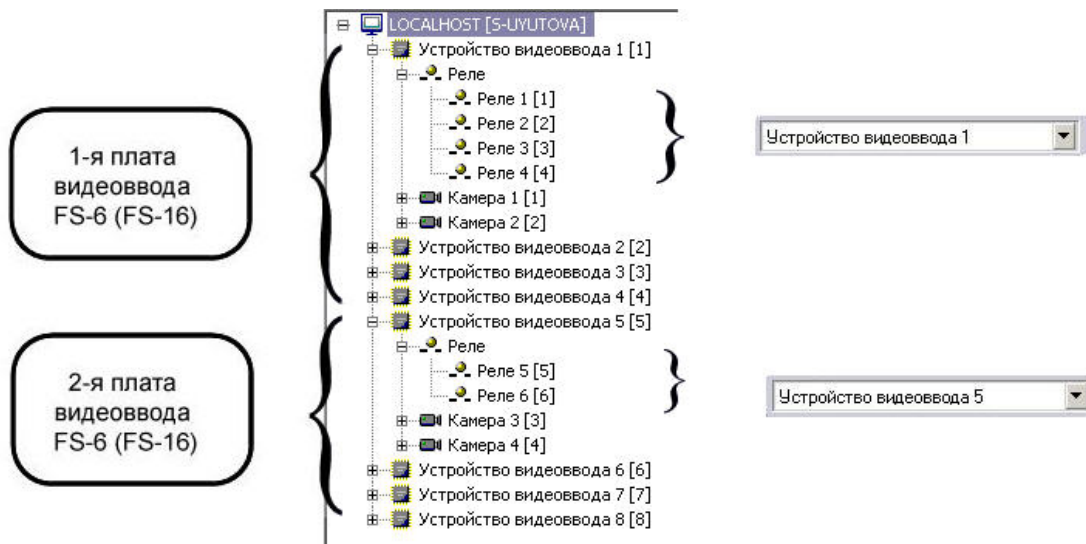 LOCALHOST [S-UYUTOVA]
Устройство видеоввода 1 [1]
Реле
Реле 1 [1]
Реле 2 [2]
Реле 3 [3]
Реле 4 [4]
Камера 1 [1]
Камера 2 [2]
Устройство видеоввода 2 [2]
Устройство видеоввода 3 [3]
Устройство видеоввода 4 [4]
Устройство видеоввода 5 [5]
Реле
Реле 5 [5]
Реле 6 [6]
Камера 3 [3]
Камера 4 [4]
Устройство видеоввода 6 [6]
Устройство видеоввода 7 [7]
Устройство видеоввода 8 [8]
1-я плата
видеоввода
FS-6 (FS-16)
2-я плата
видеоввода
FS-6 (FS-16)
Устройство видеоввода 1
Устройство видеоввода 5